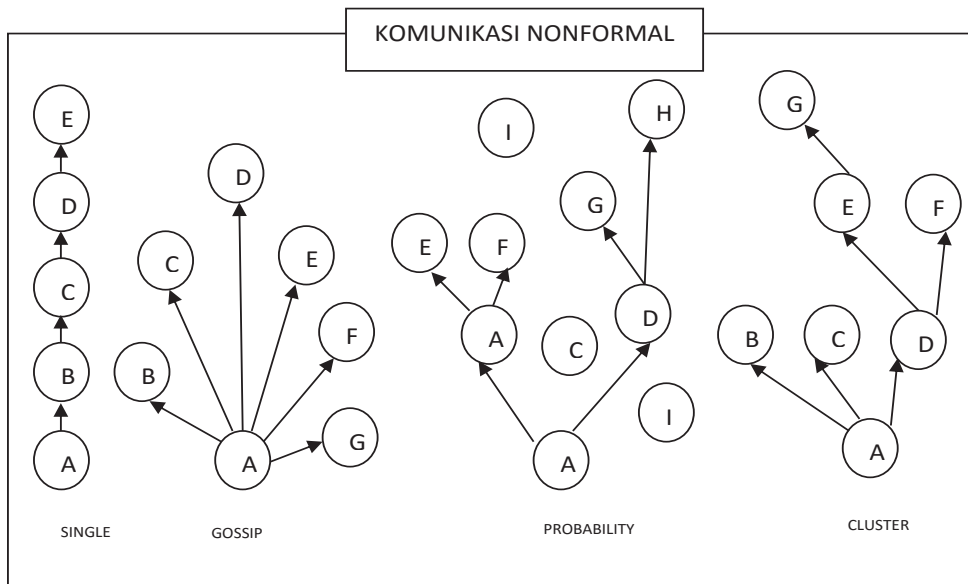 KOMUNIKASI NONFORMAL
E
D
C
B
A
SINGLE
D
C
E
F
B
G
A
GOSSIP
H
I
G
E
F
D
A
C
I
A
PROBABILITY
G
E
F
B
C
D
A
CLUSTER